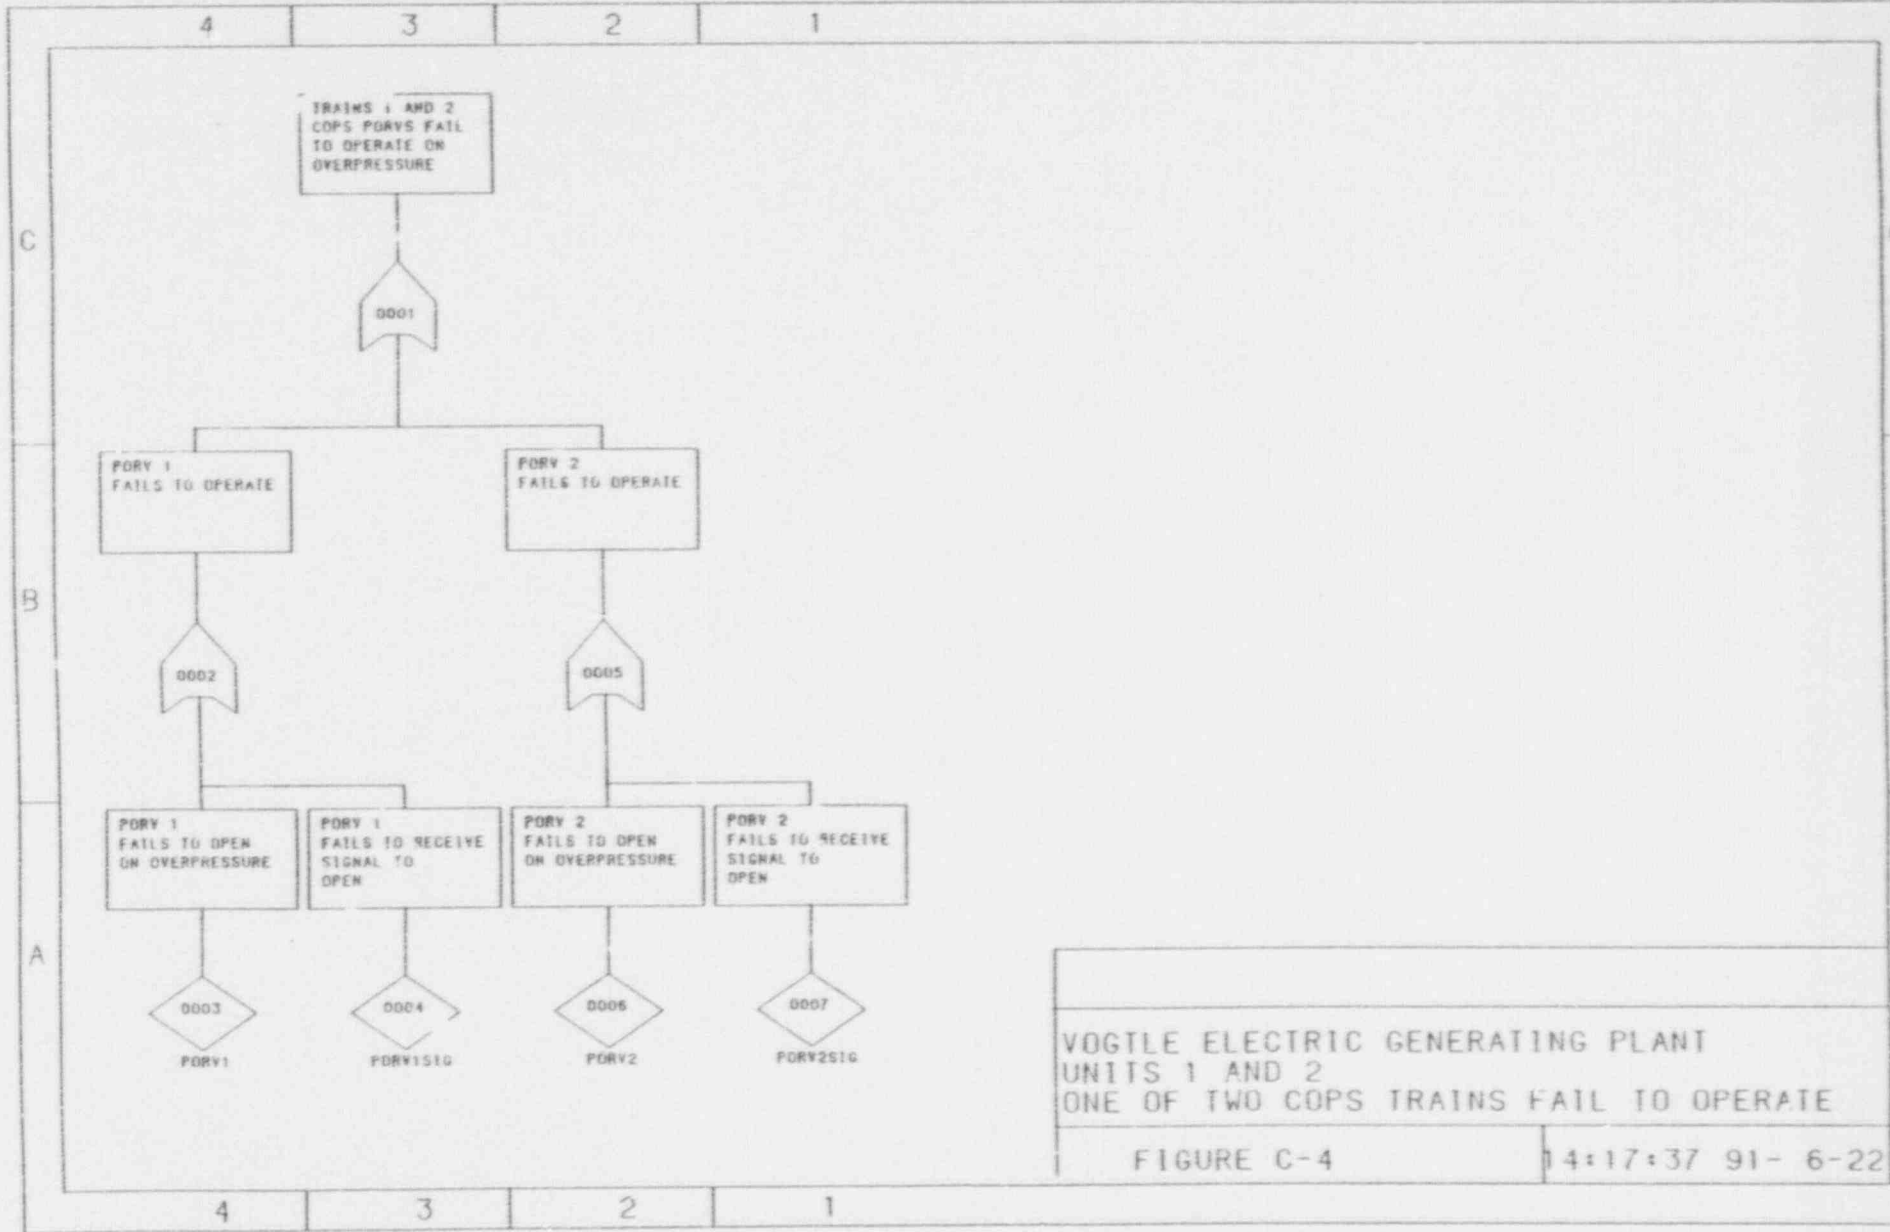 4 3 2 1
TRAINS 1 AND 2
COPS PORVS FAIL
TO OPERATE ON
OVERPRESSURE
C
0001
PORV 1
FAILS TO OPERATE
PORV 2
FAILS TO OPERATE
B
0002
0005
PORV 1
FAILS TO OPEN
ON OVERPRESSURE
PORV 1
FAILS TO RECEIVE
SIGNAL TO
OPEN
PORV 2
FAILS TO OPEN
ON OVERPRESSURE
PORV 2
FAILS TO RECEIVE
SIGNAL TO
OPEN
A
0003
0004
0006
0007
PORV1
PORV1SIG
PORV2
PORV2SIG
VOGTLE ELECTRIC GENERATING PLANT
UNITS 1 AND 2
ONE OF TWO COPS TRAINS FAIL TO OPERATE
FIGURE C-4
14:17:37 91- 6-22
4 3 2 1